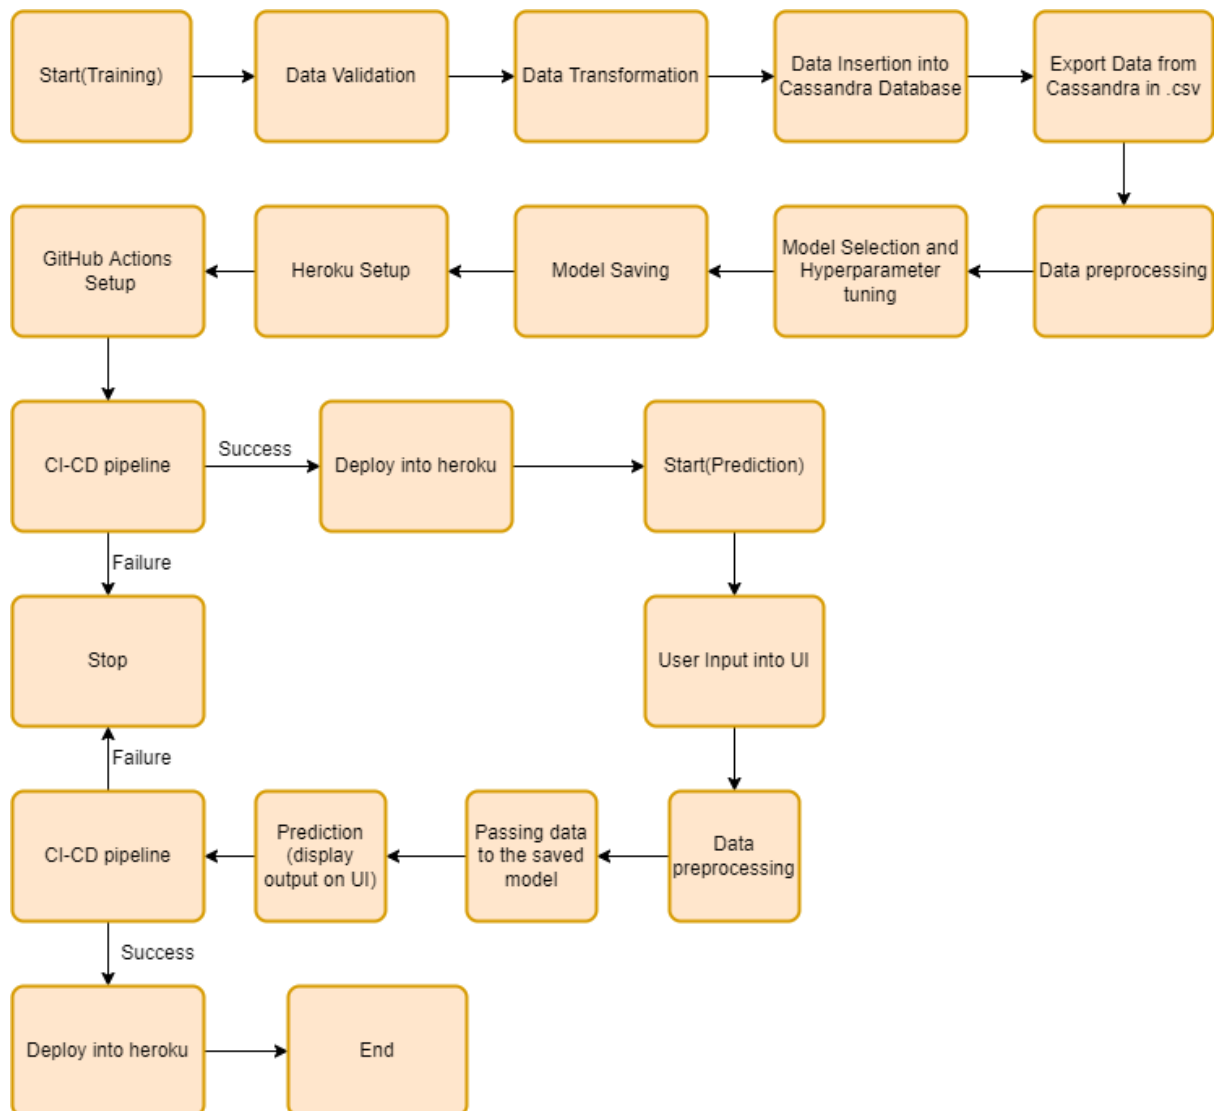 Start(Training)
Data Validation
Data Transformation
Data Insertion into
Cassandra Database
Export Data from
Cassandra in .csv
GitHub Actions
Setup
Heroku Setup
Model Saving
Model Selection and
Hyperparameter
tuning
Data preprocessing
CI-CD pipeline
Success
Deploy into heroku
Start(Prediction)
Failure
Stop
User Input into UI
Failure
CI-CD pipeline
Prediction
(display
output on UI)
Passing data
to the saved
model
Data
preprocessing
Success
Deploy into heroku
End